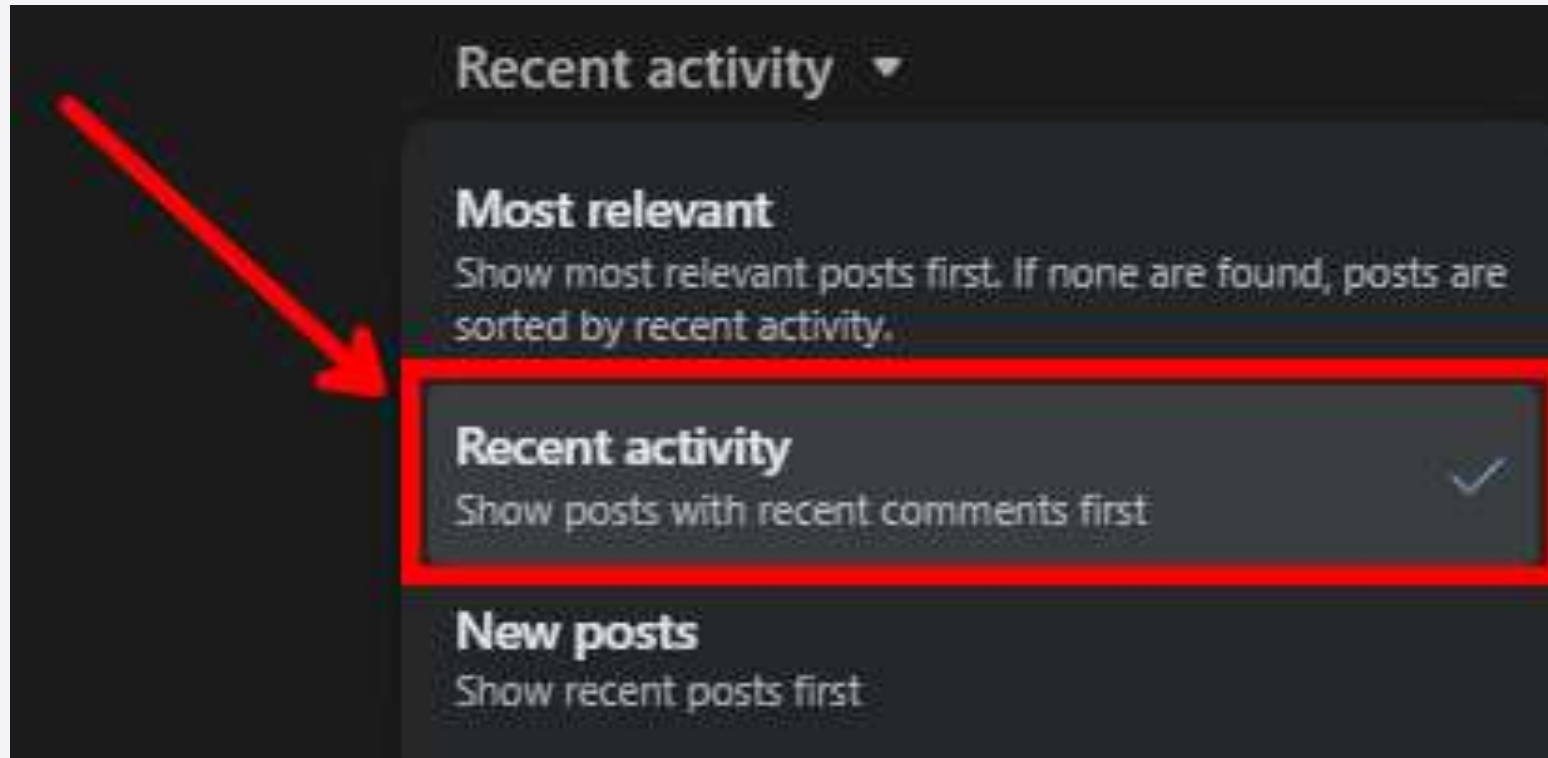 Recent activity
Most relevant
Show most relevant posts first. If none are found, posts are
sorted by recent activity.
Recent activity
Show posts with recent comments first
New posts
Show recent posts first